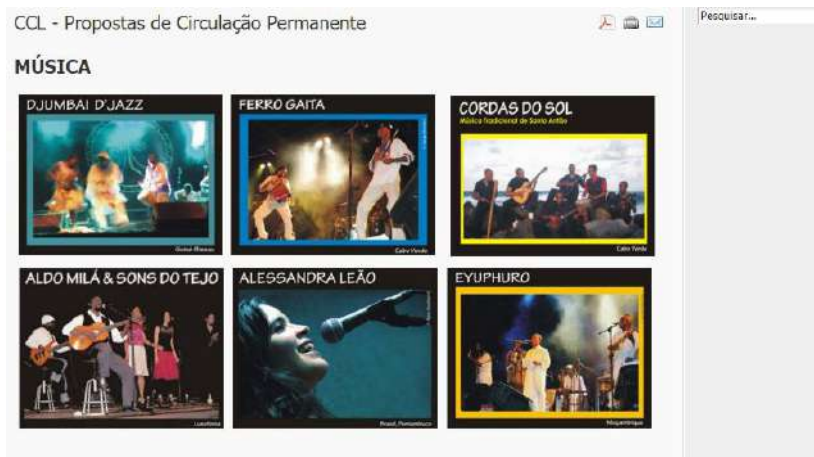 CCL - Propostas de Circulação Permanente
Pesquisar...
MÚSICA
DJUMBAI D'JAZZ
Guiné-Bissau
FERRO GAITA
Cabo Verde
CORDAS DO SOL
Música Tradicional de Santo Antão
Cabo Verde
ALDO MILÁ & SONS DO TEJO
Lusofonia
ALESSANDRA LEÃO
Brasil, Pernambuco
EYUPHURO
Moçambique